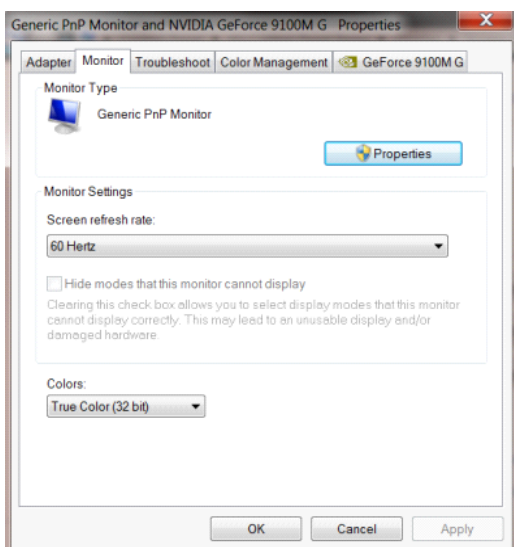 Generic PnP Monitor and NVIDIA GeForce 9100M G Properties
Adapter Monitor Troubleshoot Color Management GeForce 9100M G
Monitor Type
Generic PnP Monitor
Properties
Monitor Settings
Screen refresh rate:
60 Hertz
Hide modes that this monitor cannot display
Clearing this check box allows you to select display modes that this monitor
cannot display correctly. This may lead to an unusable display and/or
damaged hardware.
Colors:
True Color (32 bit)
OK Cancel Apply